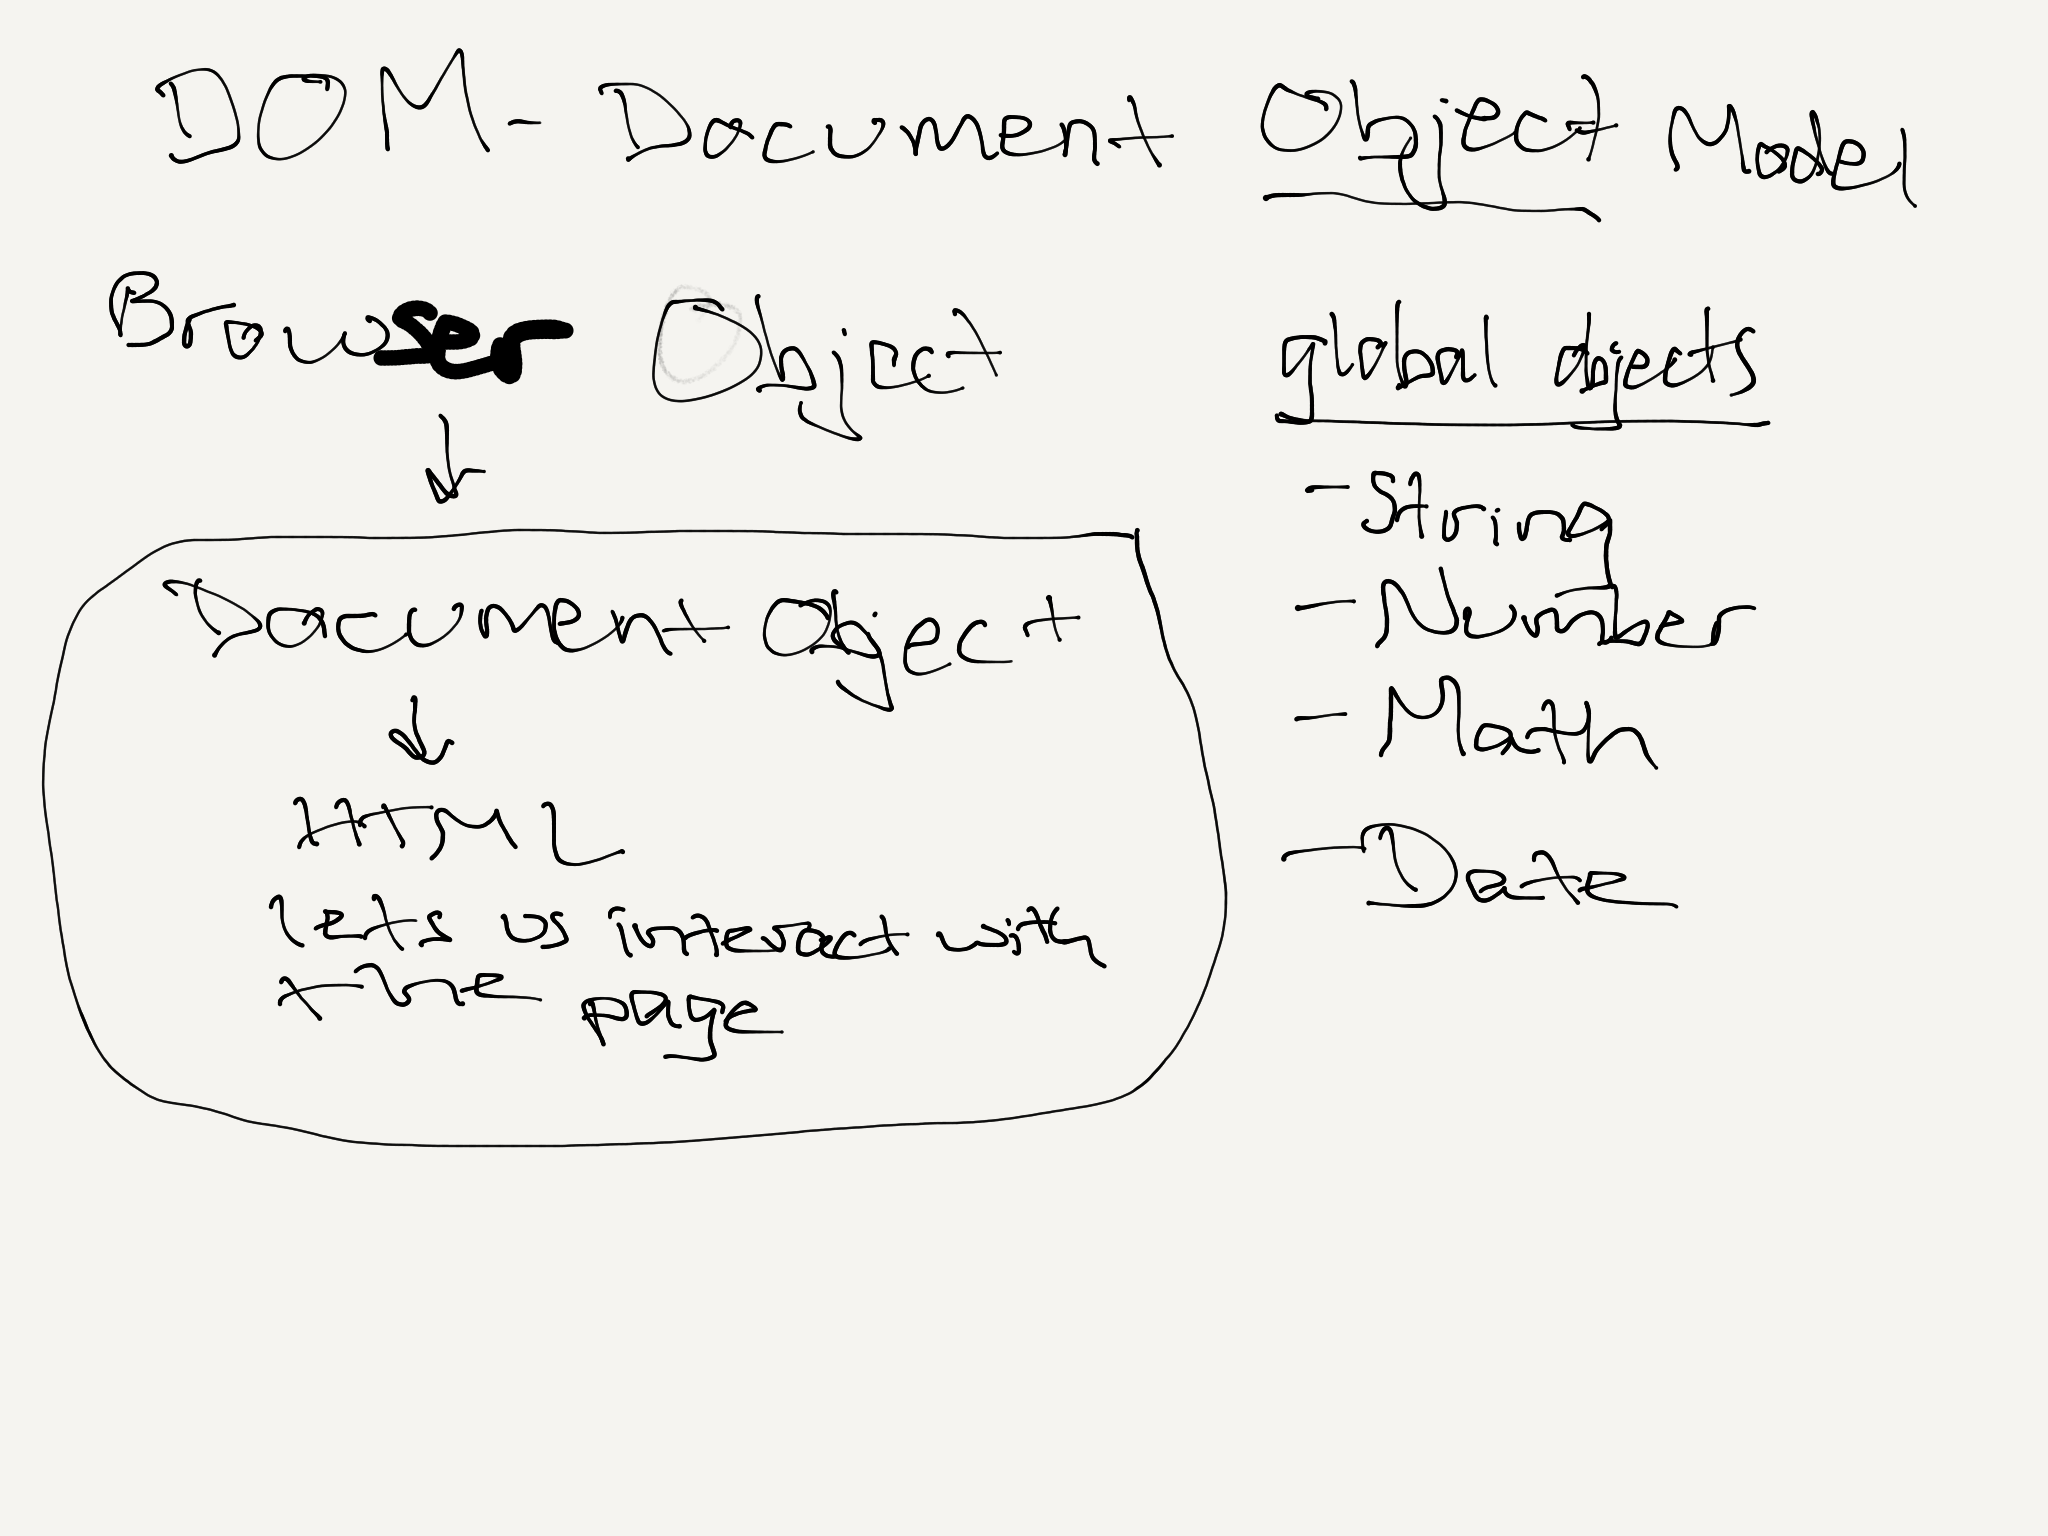 DOM - Document Object Model
Browser Object
Document Object
HTML
lets us interact with
the page
global objects
- String
- Number
- Math
- Date